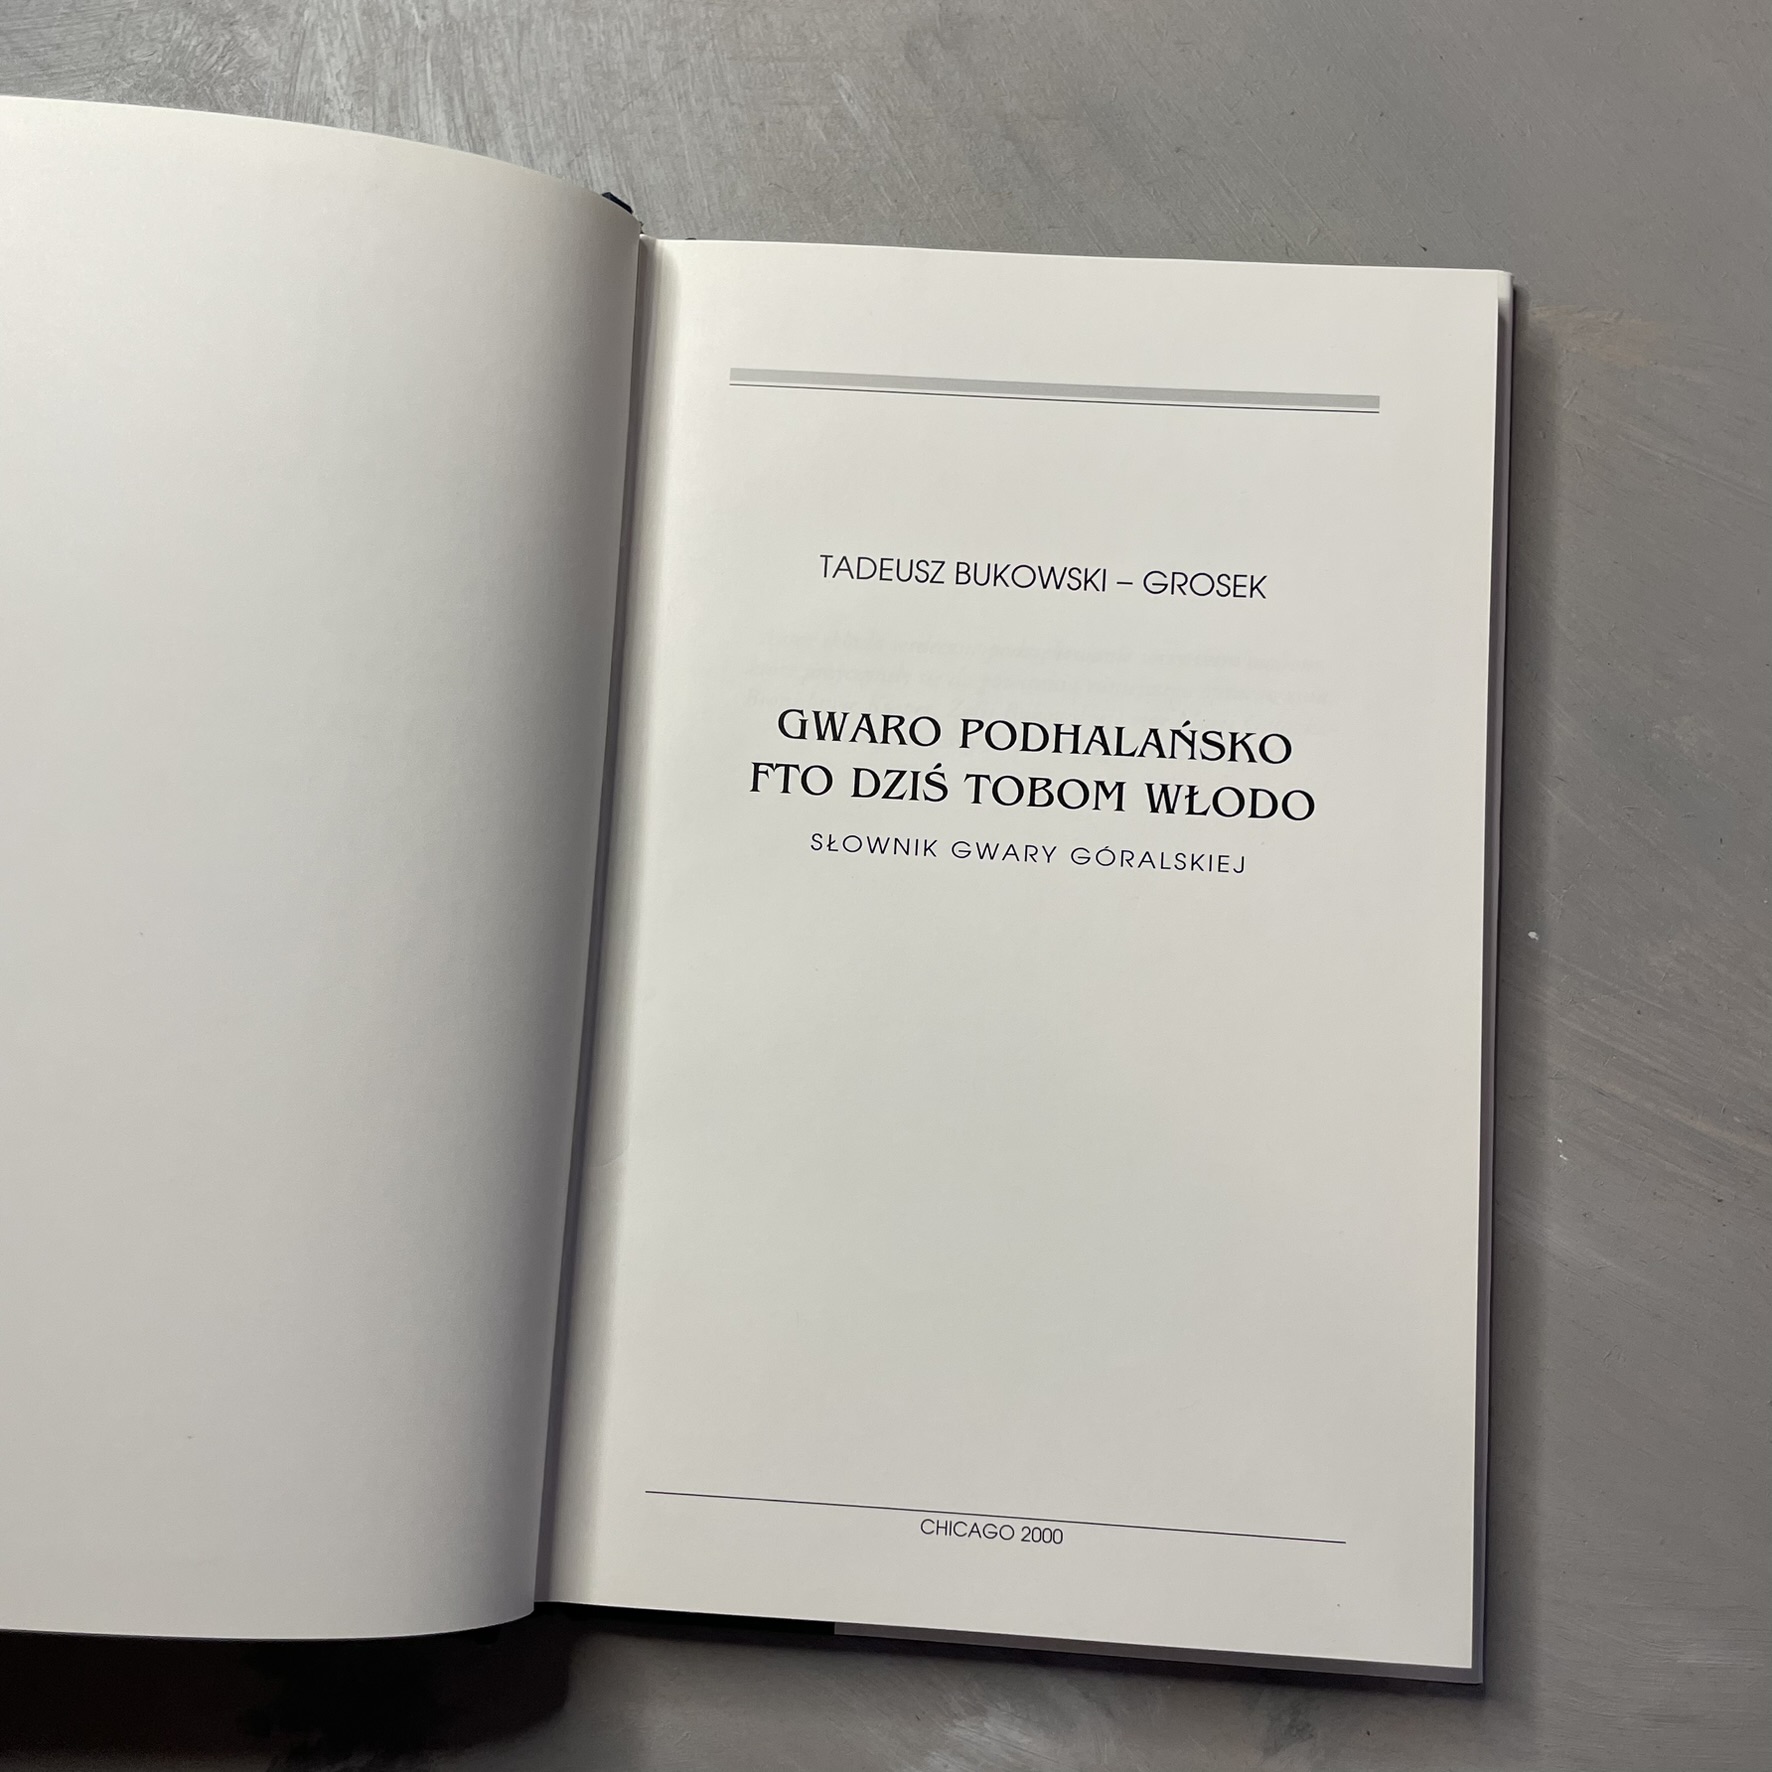 TADEUSZ BUKOWSKI – GROSEK
GWARO PODHALAŃSKO
FTO DZIŚ TOBOM WŁODO
SŁOWNIK GWARY GÓRALSKIEJ
CHICAGO 2000